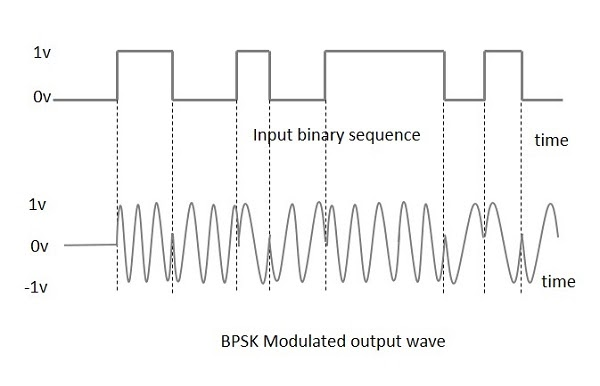 1v
0v
Input binary sequence
time
1v
0v
-1v
time
BPSK Modulated output wave